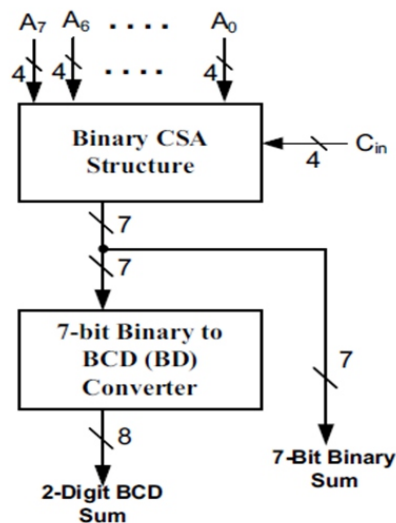 A7 A6 . . . . A0
4 4 . . . . 4
Binary CSA
Structure
Cin
4
7
7
7-bit Binary to
BCD (BD)
Converter
7
8
7-Bit Binary
Sum
2-Digit BCD
Sum